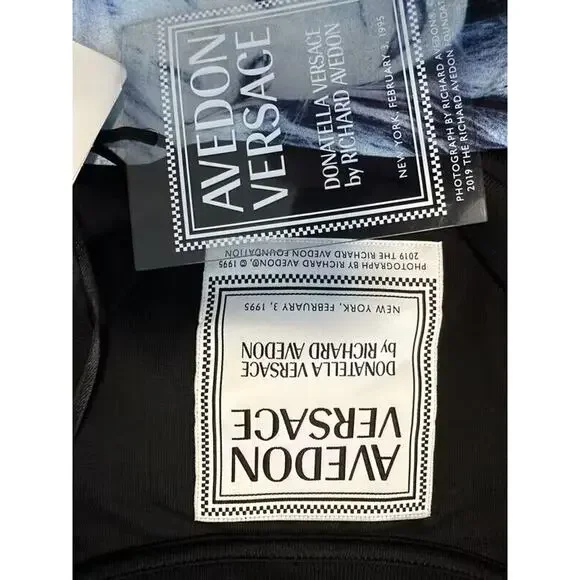 AVEDON
VERSACE
DONATELLA VERSACE
by RICHARD AVEDON
NEW YORK, FEBRUARY 3, 1995
PHOTOGRAPH BY RICHARD AVEDON
2019 THE RICHARD AVEDON FOUNDAT
AVEDON
VERSACE
DONATELLA VERSACE
by RICHARD AVEDON
NEW YORK, FEBRUARY 3, 1995
PHOTOGRAPH BY RICHARD AVEDON, © 1995,
2019 THE RICHARD AVEDON FOUNDATION